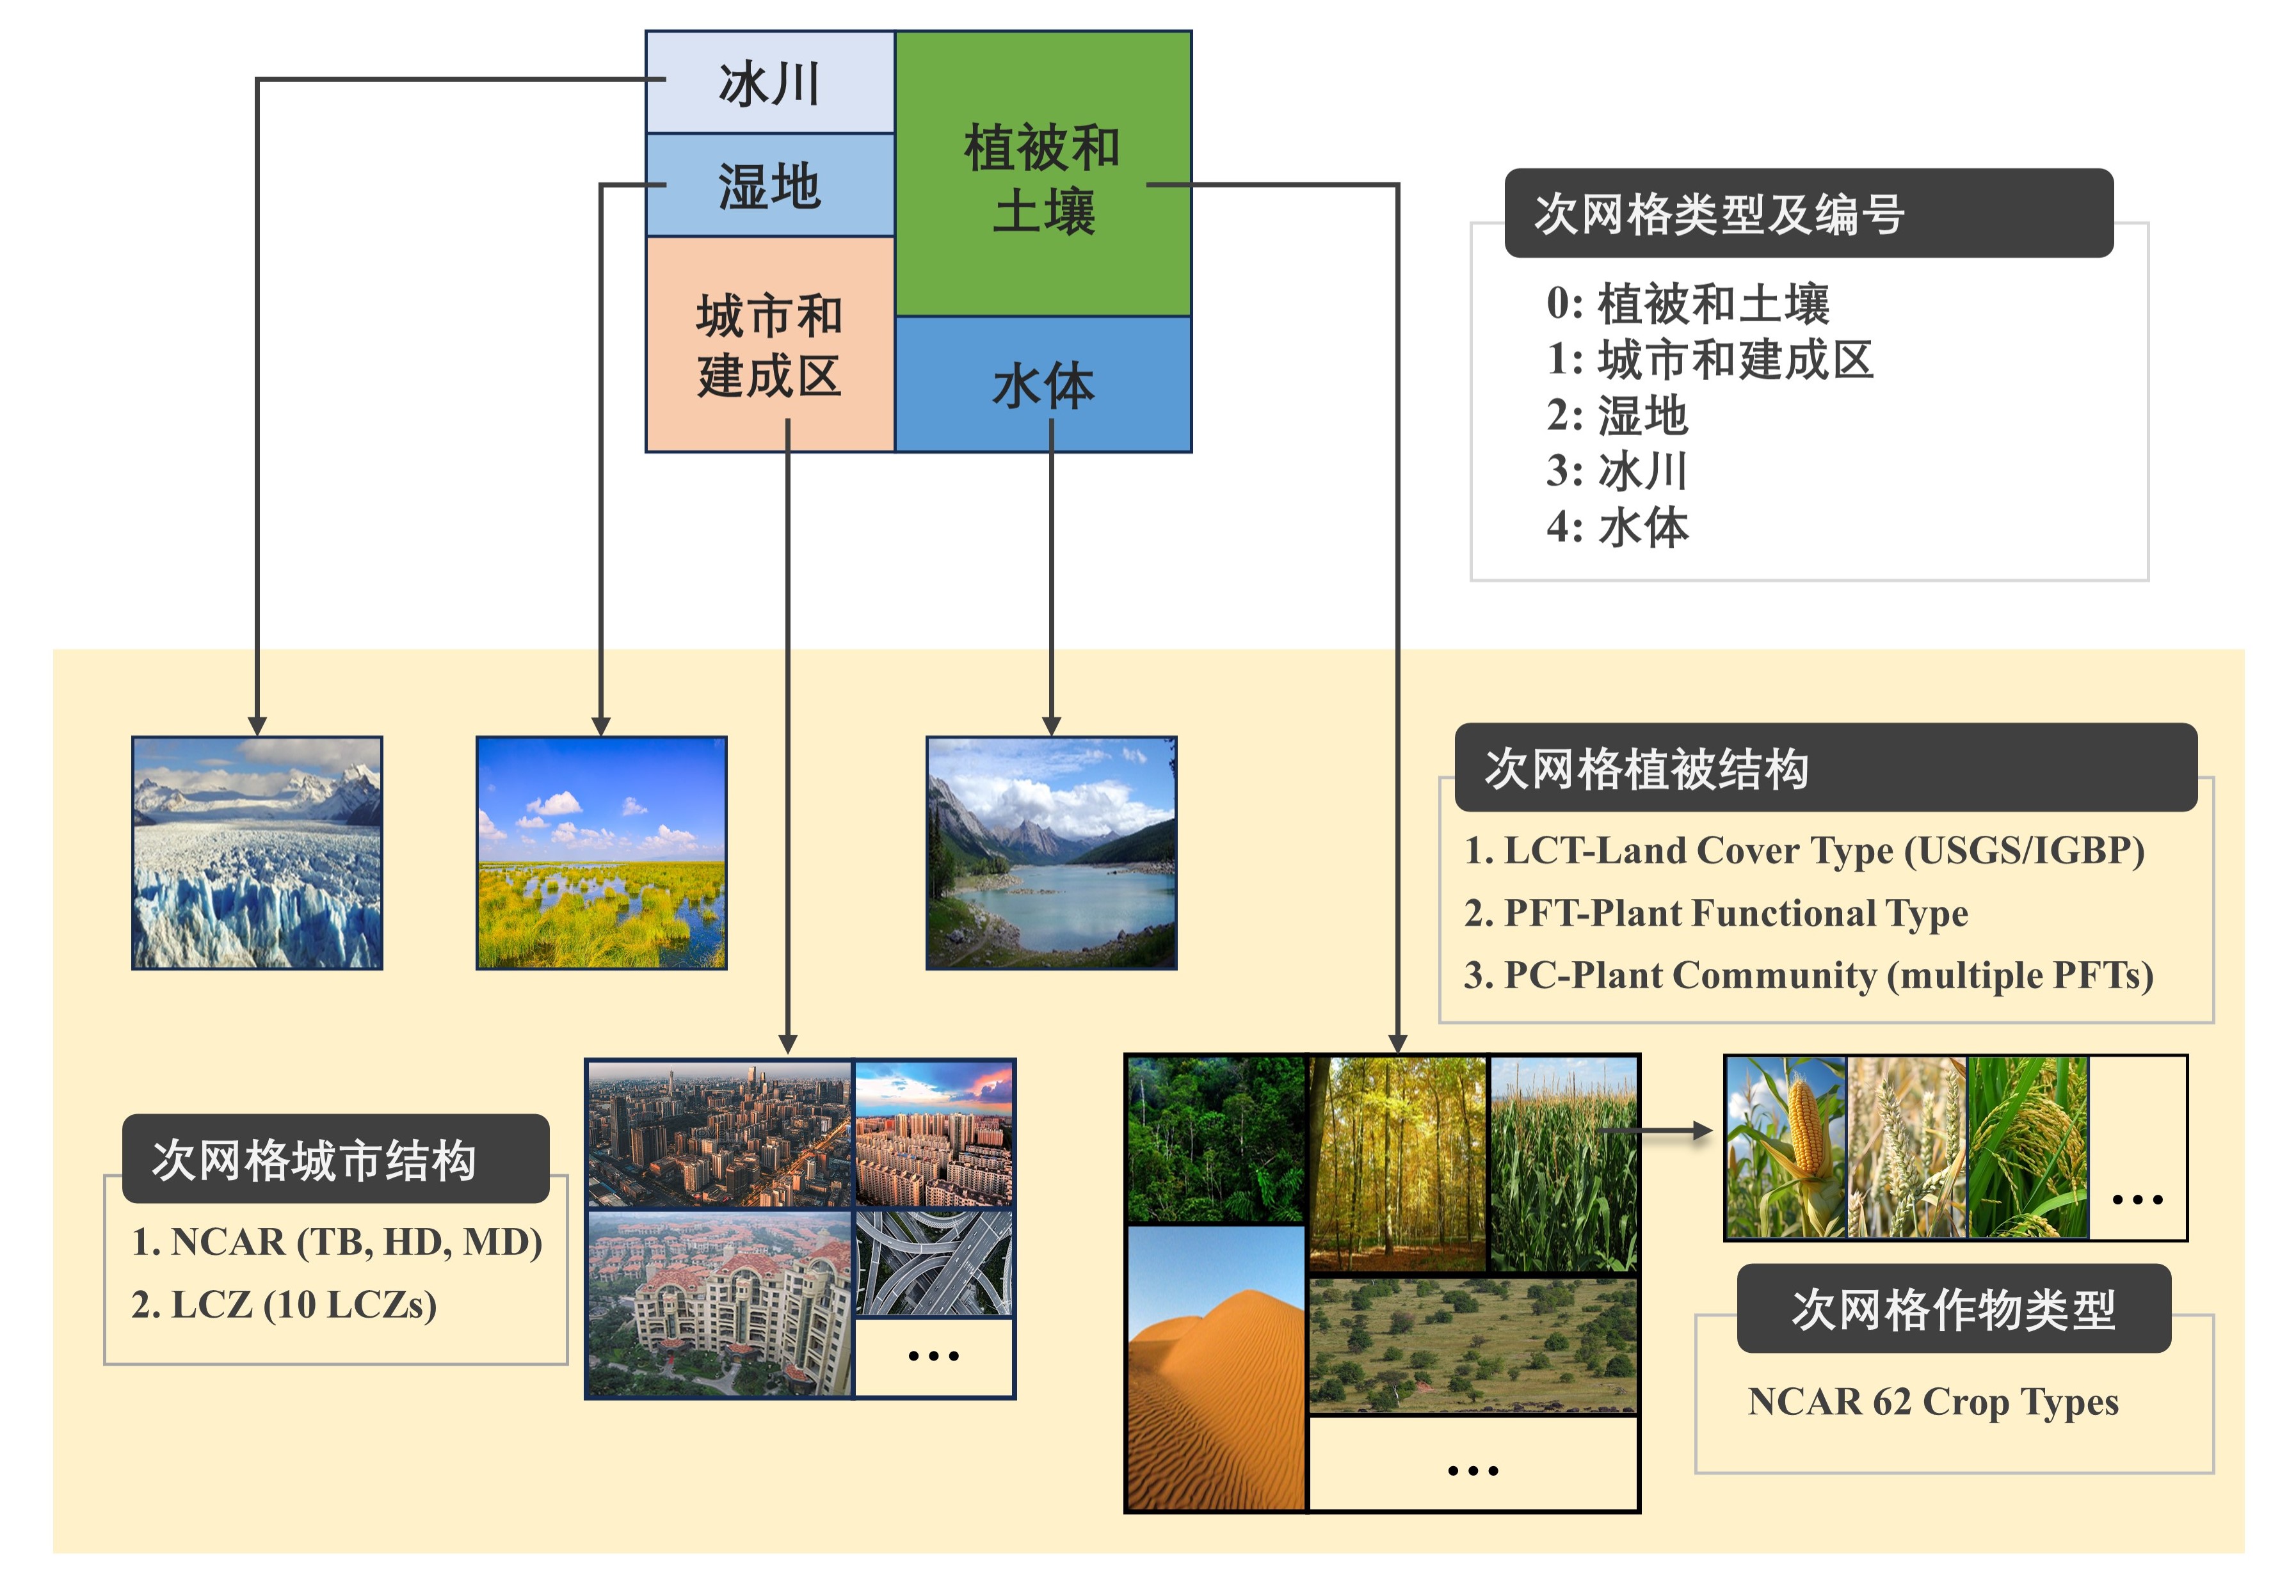 冰川
湿地
城市和
建成区
植被和
土壤
水体
次网格类型及编号
0: 植被和土壤
1: 城市和建成区
2: 湿地
3: 冰川
4: 水体
次网格植被结构
1. LCT-Land Cover Type (USGS/IGBP)
2. PFT-Plant Functional Type
3. PC-Plant Community (multiple PFTs)
次网格城市结构
1. NCAR (TB, HD, MD)
2. LCZ (10 LCZs)
...
...
...
次网格作物类型
NCAR 62 Crop Types